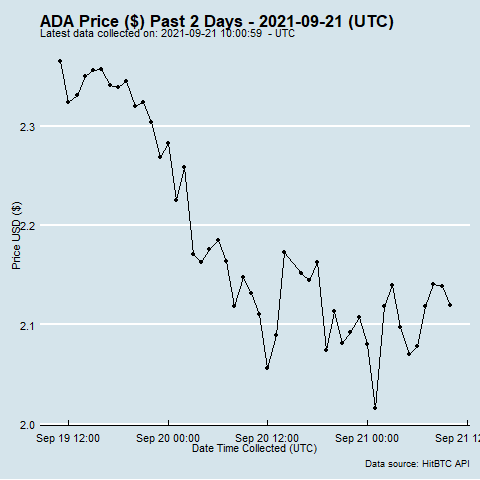 ADA Price ($) Past 2 Days - 2021-09-21 (UTC)
Latest data collected on: 2021-09-21 10:00:59 - UTC
Price USD ($)
2.3
2.2
2.1
2.0
Sep 19 12:00
Sep 20 00:00
Sep 20 12:00
Sep 21 00:00
Sep 21 12
Date Time Collected (UTC)
Data source: HitBTC API